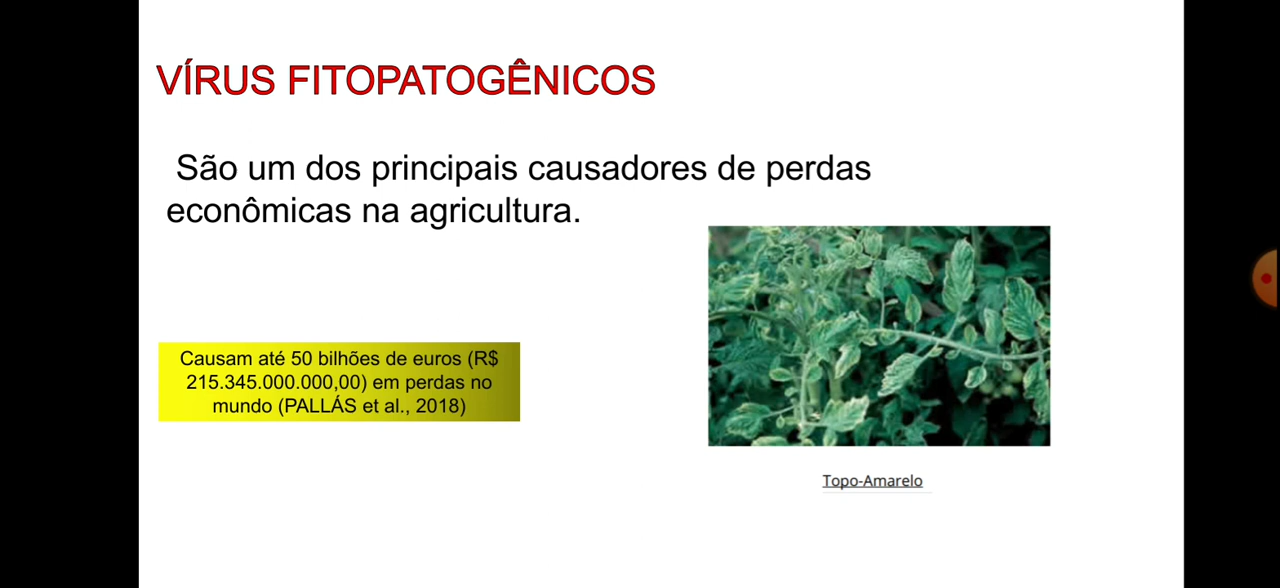 VÍRUS FITOPATOGÊNICOS
São um dos principais causadores de perdas
econômicas na agricultura.
Causam até 50 bilhões de euros (R$
215.345.000.000,00) em perdas no
mundo (PALLÁS et al., 2018)
Topo-Amarelo